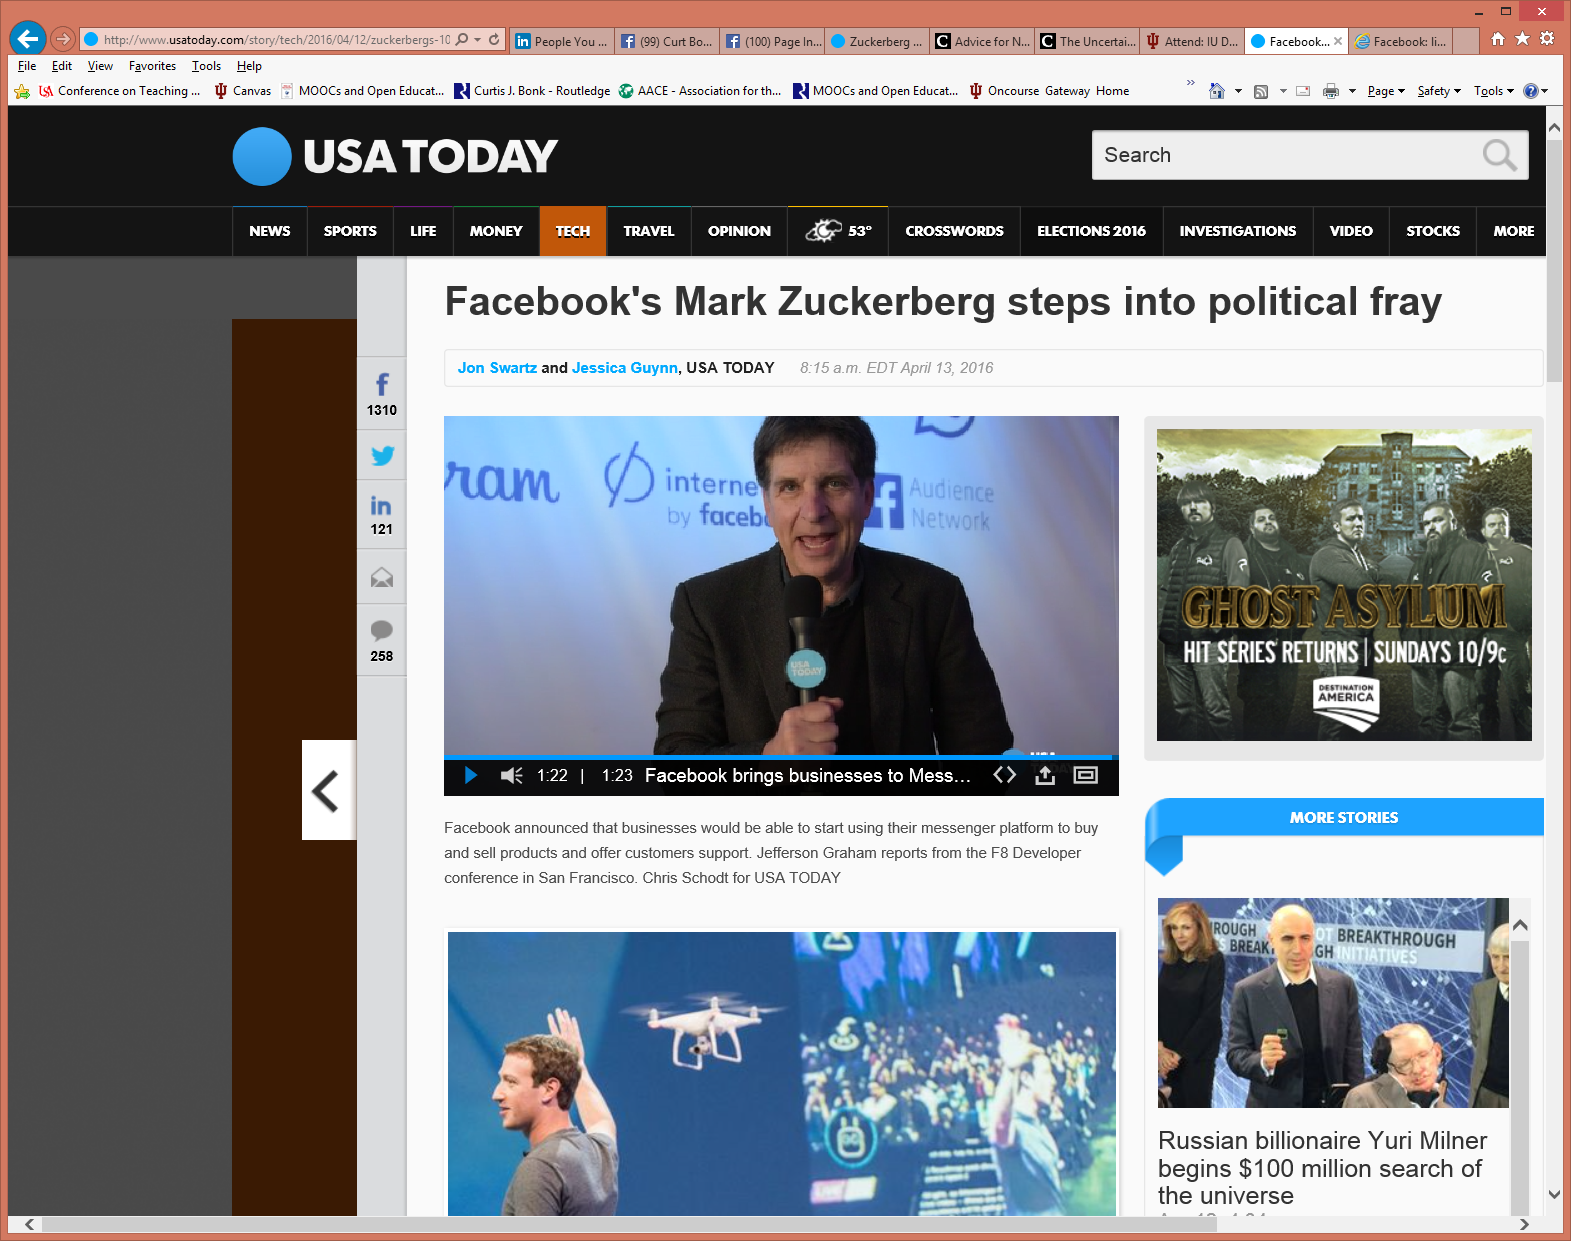 http://www.usatoday.com/story/tech/2016/04/12/zuckerbergs-10
People You ...
(99) Curt Bo...
(100) Page In...
Zuckerberg ...
Advice for N...
The Uncertai...
Attend: IU D...
Facebook...
Facebook: li...
File Edit View Favorites Tools Help
Conference on Teaching ...
Canvas
MOOCs and Open Educat...
Curtis J. Bonk - Routledge
AACE - Association for th...
MOOCs and Open Educat...
Oncourse Gateway Home
Page
Safety
Tools
USA TODAY
Search
NEWS SPORTS LIFE MONEY TECH TRAVEL OPINION 53° CROSSWORDS ELECTIONS 2016 INVESTIGATIONS VIDEO STOCKS MORE
Facebook's Mark Zuckerberg steps into political fray
Jon Swartz and Jessica Guynn, USA TODAY 8:15 a.m. EDT April 13, 2016
1310
121
258
ram
interne
by faceb
Audience
Network
USA
TODAY
1:22 | 1:23 Facebook brings businesses to Mess...
Facebook announced that businesses would be able to start using their messenger platform to buy
and sell products and offer customers support. Jefferson Graham reports from the F8 Developer
conference in San Francisco. Chris Schodt for USA TODAY
LIVE
GHOST ASYLUM
HIT SERIES RETURNS | SUNDAYS 10/9c
DESTINATION
AMERICA
MORE STORIES
BREAKTHROUGH
INITIATIVES
Russian billionaire Yuri Milner
begins $100 million search of
the universe